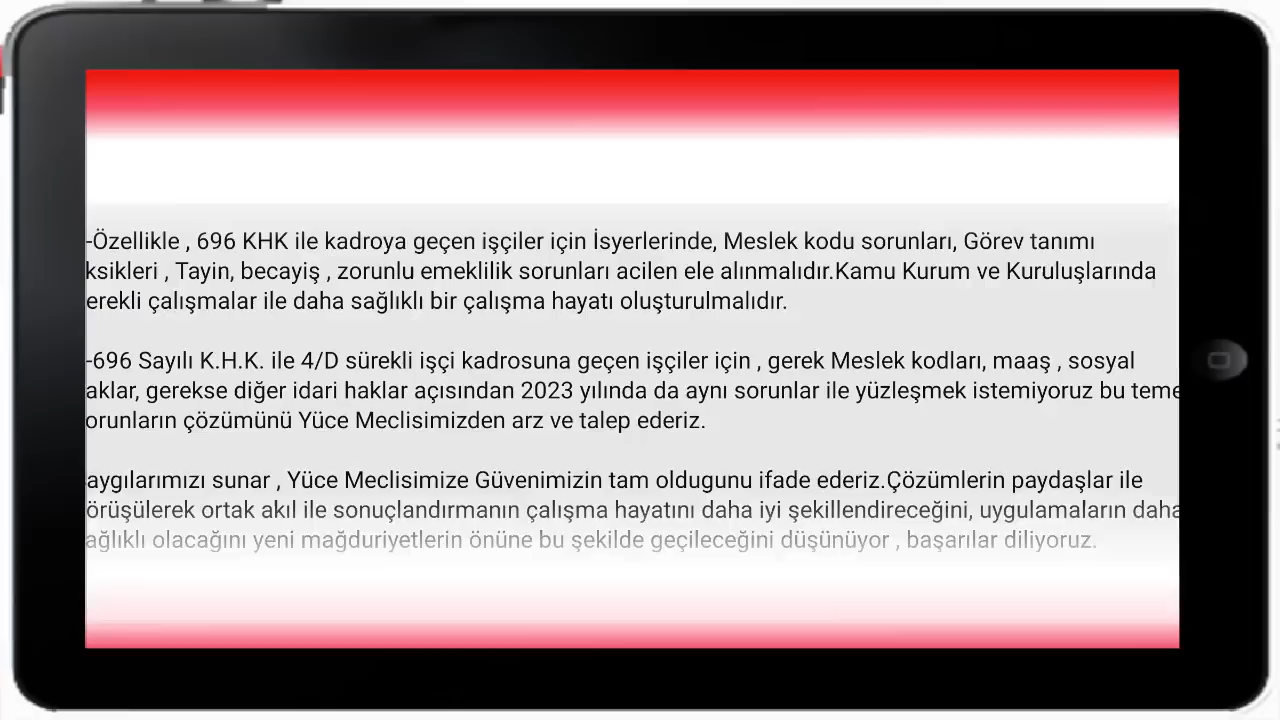 -Özellikle , 696 KHK ile kadroya geçen işçiler için İsyerlerinde, Meslek kodu sorunları, Görev tanımı
ksikleri , Tayin, becayiş , zorunlu emeklilik sorunları acilen ele alınmalıdır.Kamu Kurum ve Kuruluşlarında
erekli çalışmalar ile daha sağlıklı bir çalışma hayatı oluşturulmalıdır.
-696 Sayılı K.H.K. ile 4/D sürekli işçi kadrosuna geçen işçiler için , gerek Meslek kodları, maaş , sosyal
aklar, gerekse diğer idari haklar açısından 2023 yılında da aynı sorunlar ile yüzleşmek istemiyoruz bu teme
orunların çözümünü Yüce Meclisimizden arz ve talep ederiz.
aygılarımızı sunar , Yüce Meclisimize Güvenimizin tam oldugunu ifade ederiz.Çözümlerin paydaşlar ile
örüşülerek ortak akıl ile sonuçlandırmanın çalışma hayatını daha iyi şekillendireceğini, uygulamaların daha
ağlıklı olacağını yeni mağduriyetlerin önüne bu şekilde geçileceğini düşünüyor , başarılar diliyoruz.